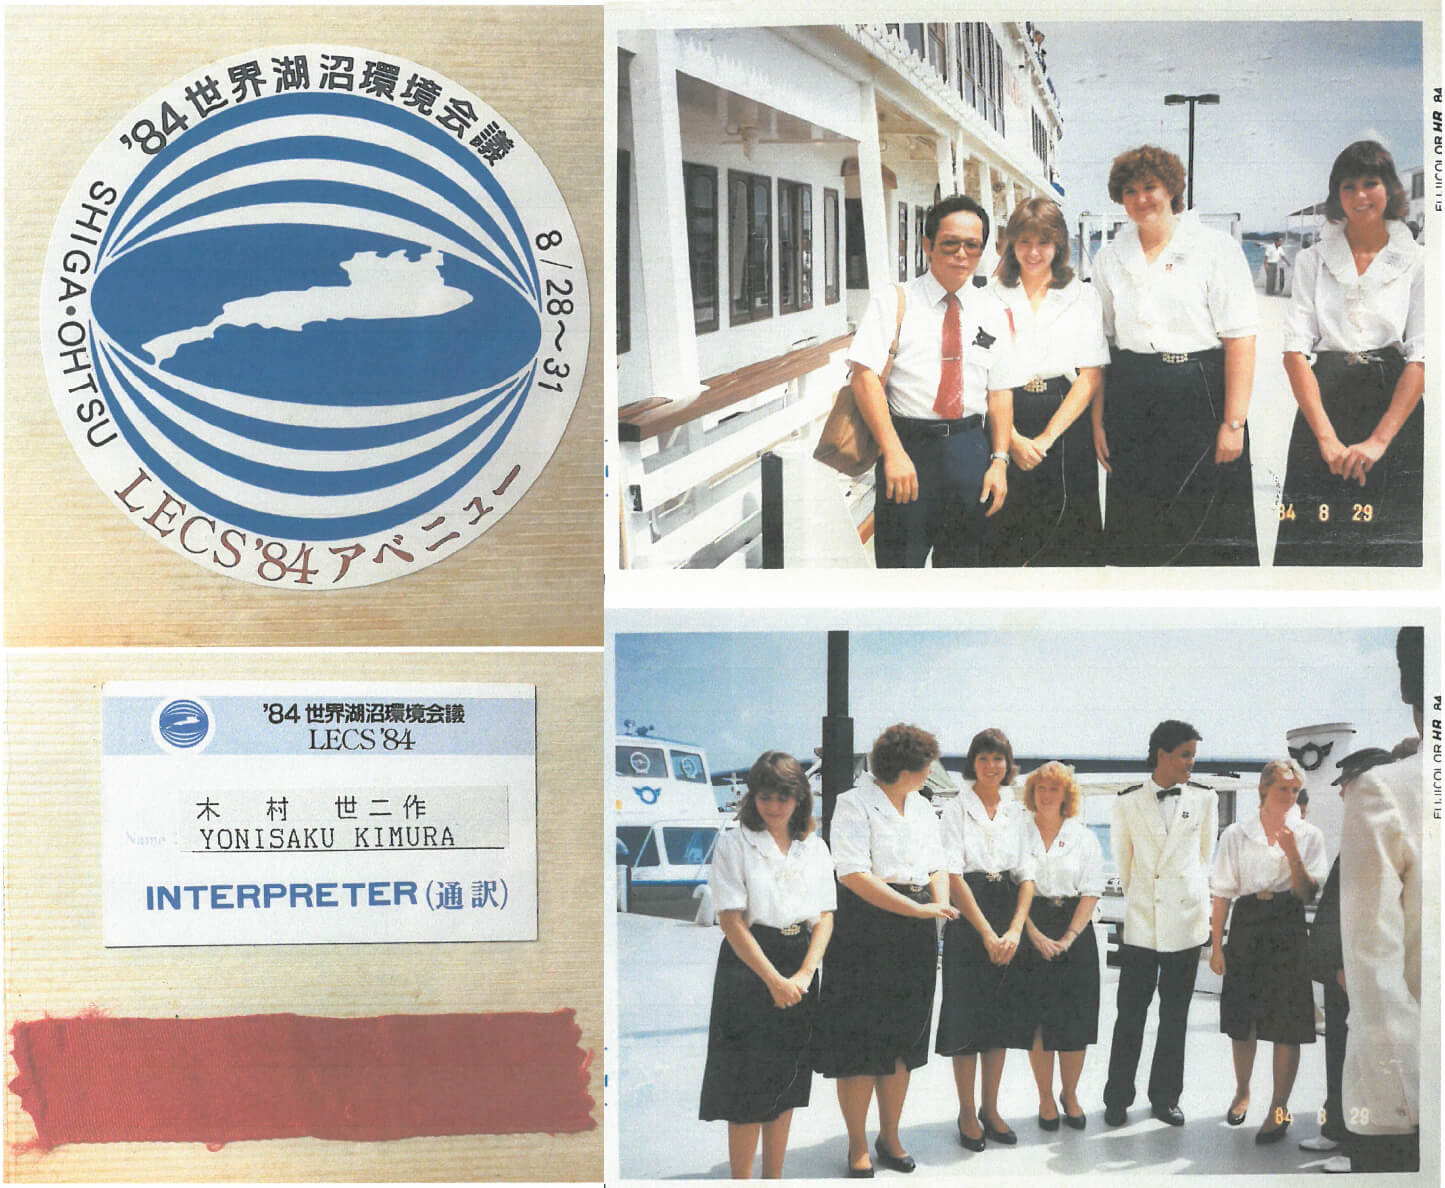 '84世界湖沼環境会議
SHIGA・OHTSU
8/28〜31
LECS'84アベニュー
'84 世界湖沼環境会議
LECS'84
木 村 世二作
Name : YONISAKU KIMURA
INTERPRETER (通訳)
84 8 29
FUJICOLOR HR 84
84 8 29
FUJICOLOR HR 84